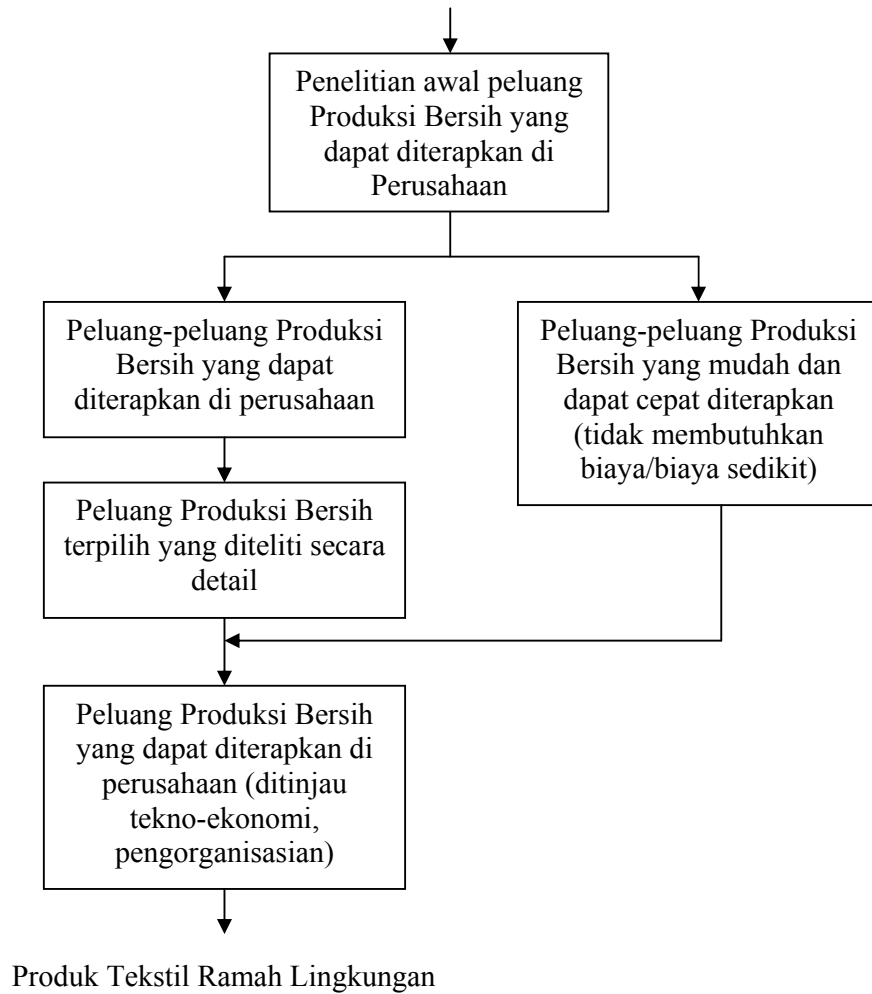 Penelitian awal peluang
Produksi Bersih yang
dapat diterapkan di
Perusahaan
Peluang-peluang Produksi
Bersih yang dapat
diterapkan di perusahaan
Peluang-peluang Produksi
Bersih yang mudah dan
dapat cepat diterapkan
(tidak membutuhkan
biaya/biaya sedikit)
Peluang Produksi Bersih
terpilih yang diteliti secara
detail
Peluang Produksi Bersih
yang dapat diterapkan di
perusahaan (ditinjau
tekno-ekonomi,
pengorganisasian)
Produk Tekstil Ramah Lingkungan